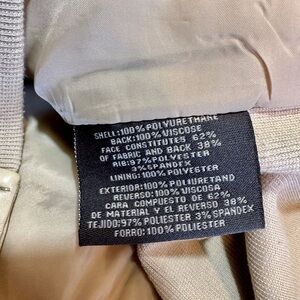 SHELL:100% POLYURETHANE
BACK:100% VISCOSE
FACE CONSTITUTES 62%
OF FABRIC AND BACK 38%
RIB:97% POLYESTER
3% SPANDEX
LINING:100% POLYESTER
EXTERIOR:100% POLIURETAND
REVERSO:100% VISCOSA
CARA COMPUESTO DE 62%
DE MATERIAL Y EL REVERSO 38%
TEJIDO:97% POLIESTER 3% SPANDEX
FORRO:100% POLIESTER